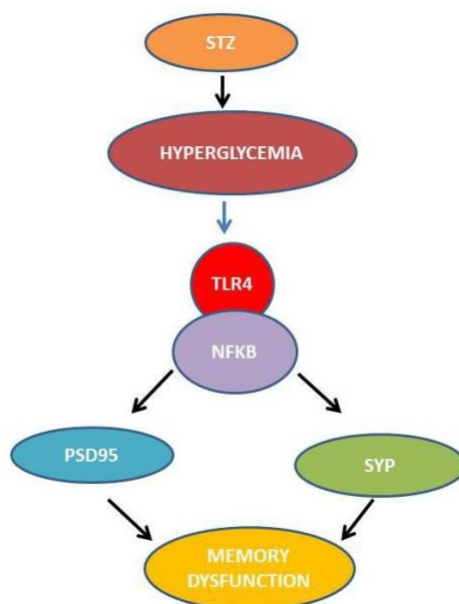 STZ
HYPERGLYCEMIA
TLR4
NFKB
PSD95
SYP
MEMORY
DYSFUNCTION